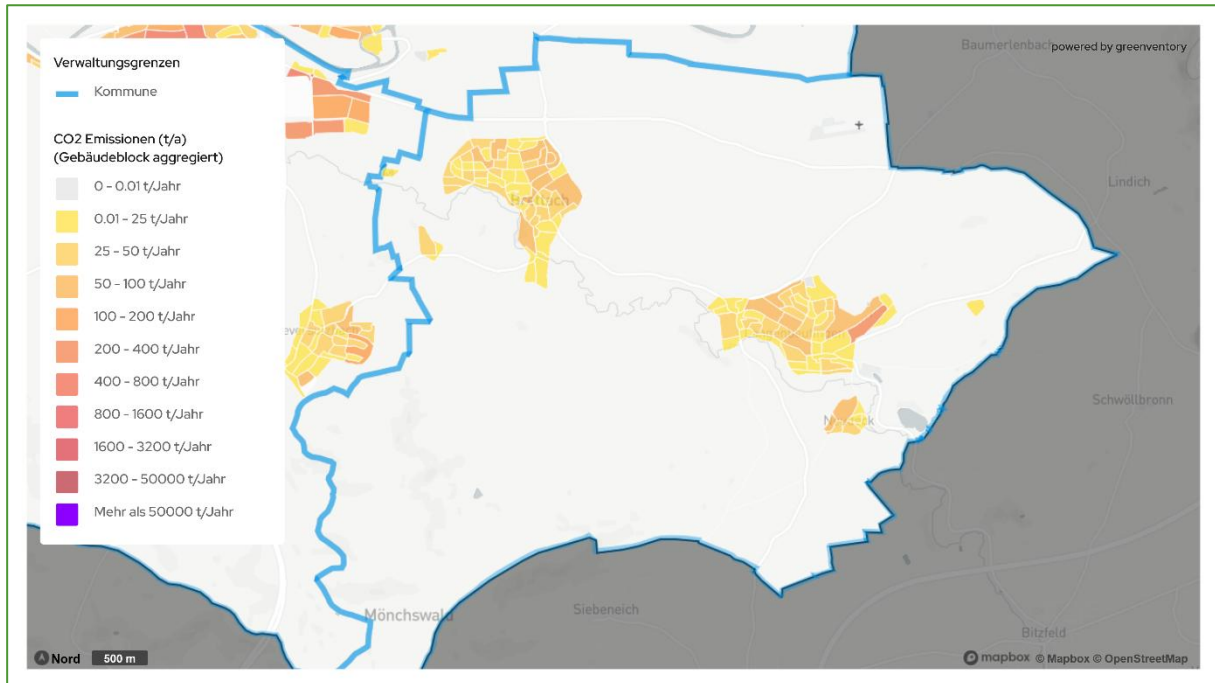 Verwaltungsgrenzen
Kommune
CO2 Emissionen (t/a)
(Gebäudeblock aggregiert)
0 - 0.01 t/Jahr
0.01 - 25 t/Jahr
25 - 50 t/Jahr
50 - 100 t/Jahr
100 - 200 t/Jahr
200 - 400 t/Jahr
400 - 800 t/Jahr
800 - 1600 t/Jahr
1600 - 3200 t/Jahr
3200 - 50000 t/Jahr
Mehr als 50000 t/Jahr
Baumerlenbach
powered by greenventory
Lindich
Schwöllbronn
Mönchswald
Siebeneich
Bitzfeld
Nord
500 m
mapbox © Mapbox © OpenStreetMap